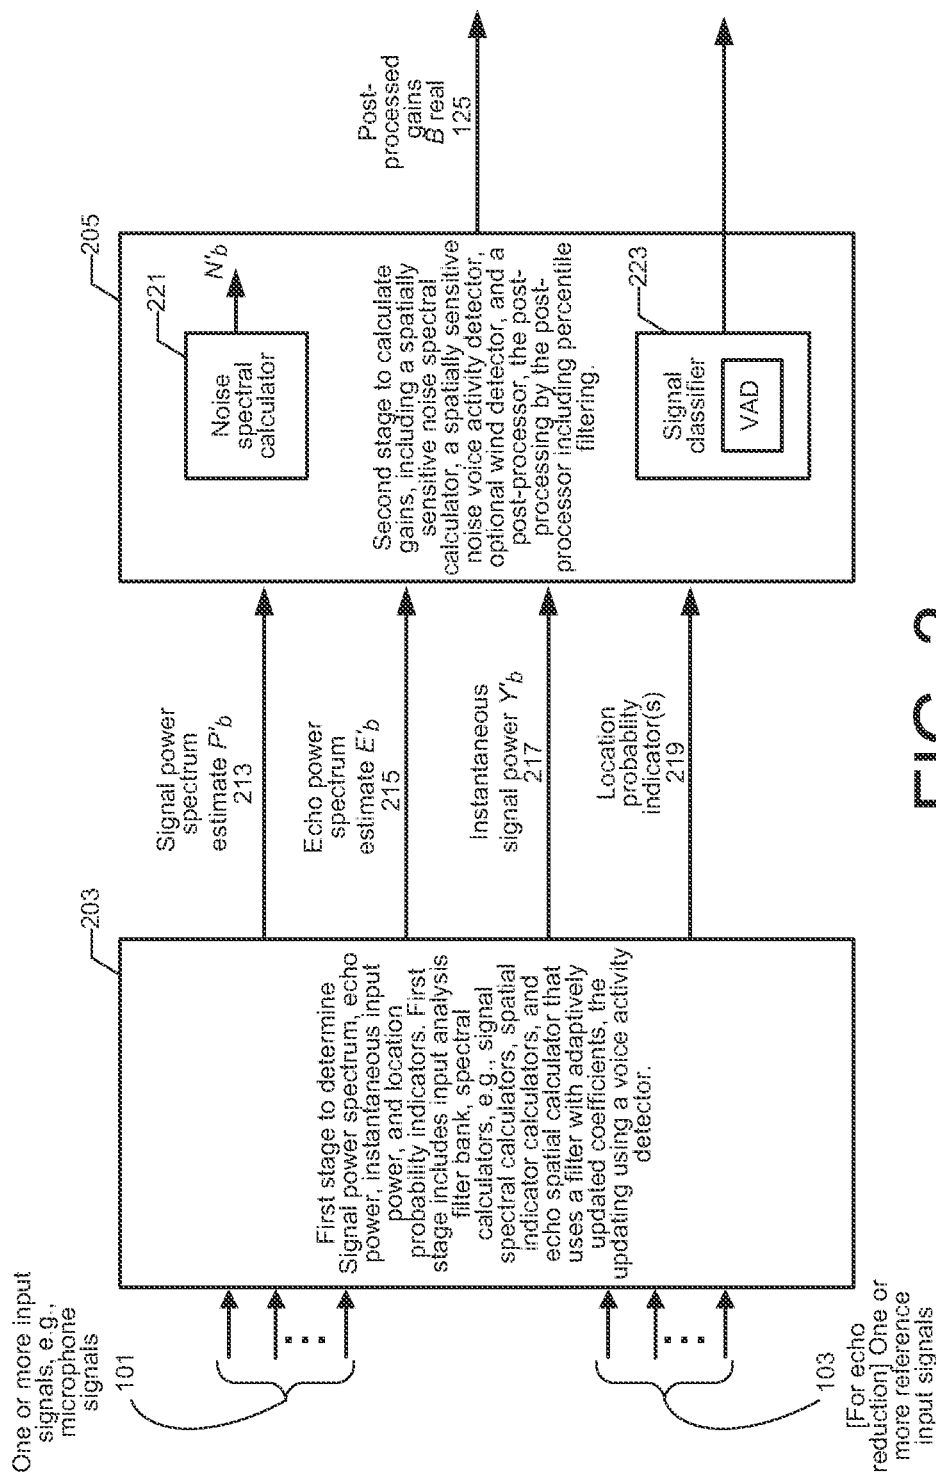 One or more input
signals, e.g.,
microphone
signals
101
103
[For echo
reduction] One or
more reference
input signals
203
First stage to determine
Signal power spectrum, echo
power, instantaneous input
power, and location
probability indicators. First
stage includes input analysis
filter bank, spectral
calculators, e.g., signal
spectral calculators, spatial
indicator calculators, and
echo spatial calculator that
uses a filter with adaptively
updated coefficients, the
updating using a voice activity
detector.
Signal power
spectrum
estimate P'b
213
Echo power
spectrum
estimate E'b
215
Instantaneous
signal power Y'b
217
Location
probability
indicator(s)
219
205
221
Noise
spectral
calculator
N'b
Second stage to calculate
gains, including a spatially
sensitive noise spectral
calculator, a spatially sensitive
noise voice activity detector,
optional wind detector, and a
post-processor, the post-
processing by the post-
processor including percentile
filtering.
223
Signal
classifier
VAD
Post-
processed
gains
B real
125